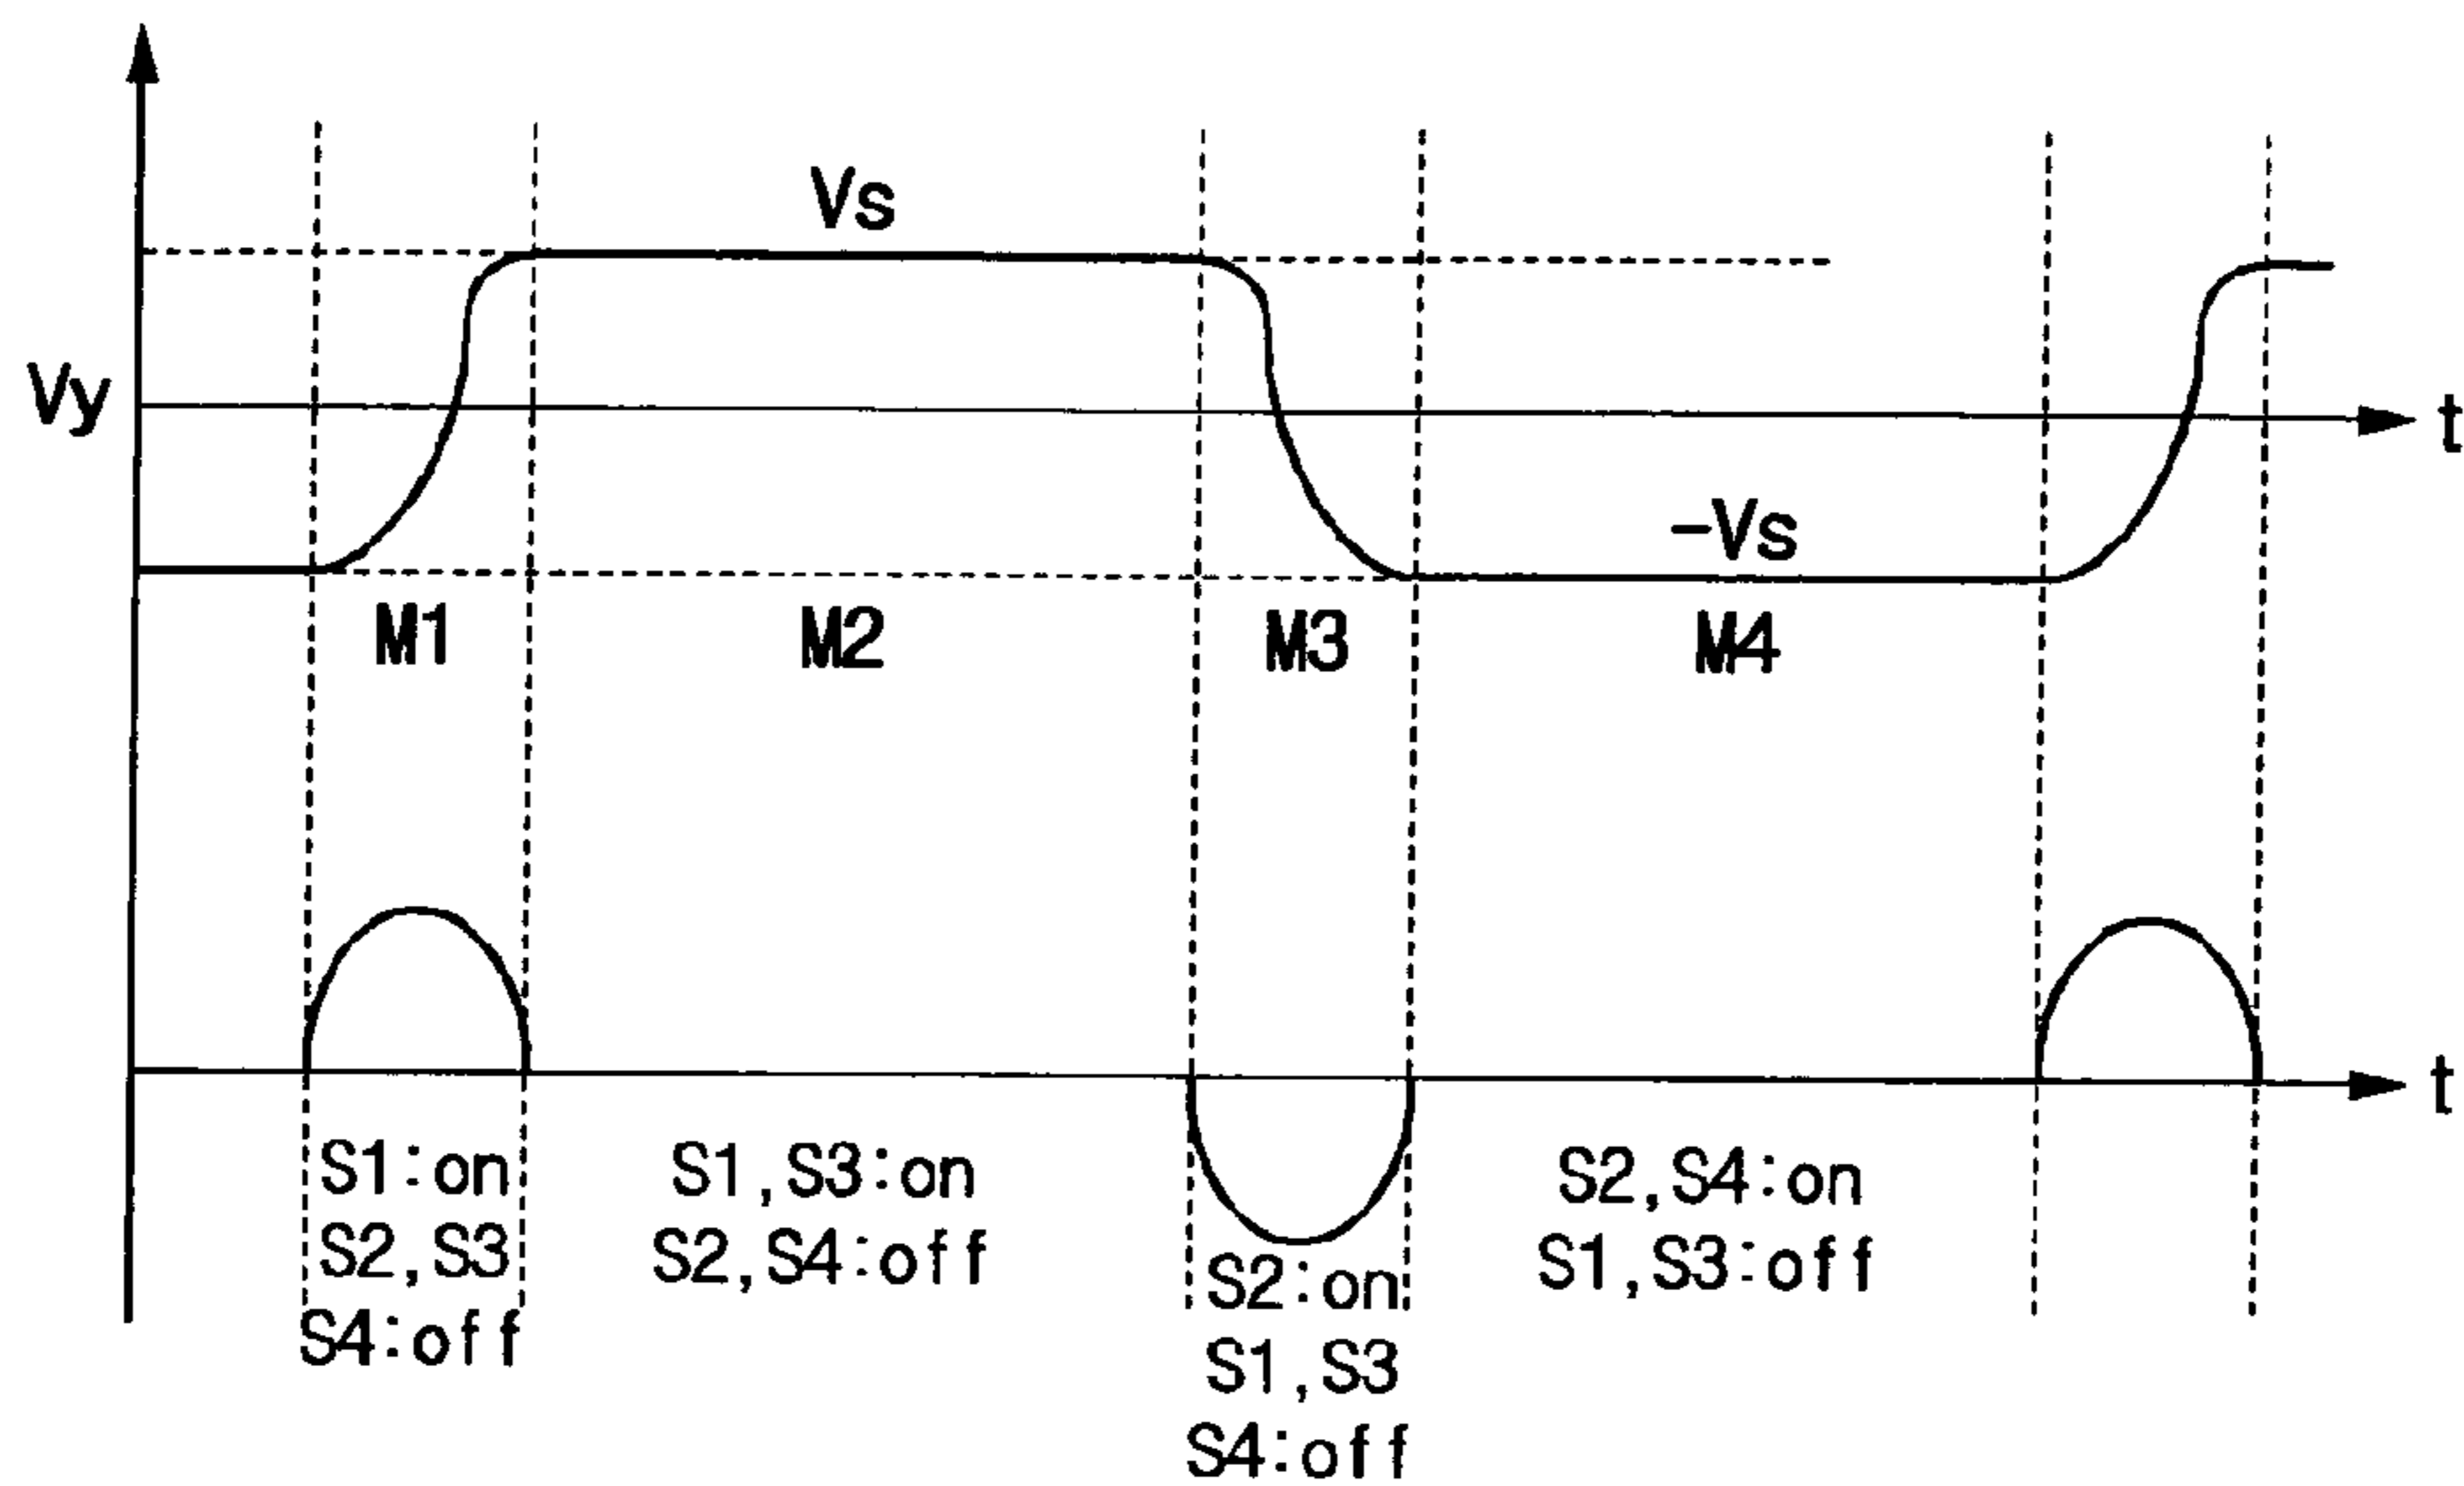 Vs
Vy
t
-Vs
M1
M2
M3
M4
t
S1:on
S2,S3
S4:off
S1,S3:on
S2,S4:off
S2:on
S1,S3
S4:off
S2,S4:on
S1,S3:off